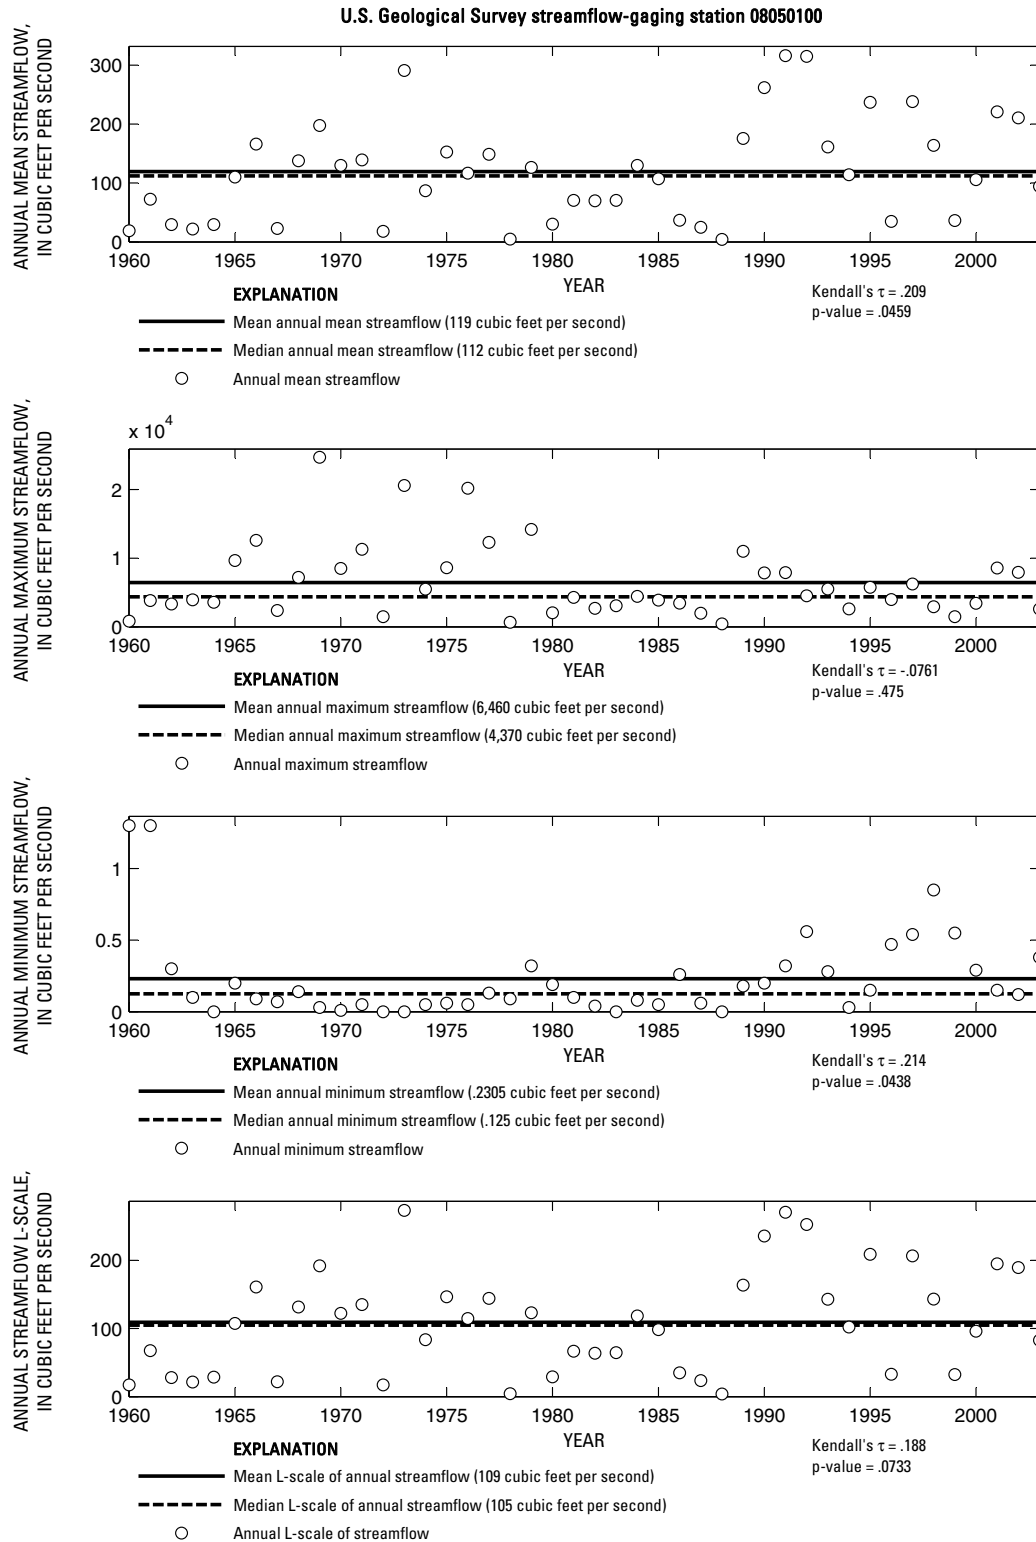 U.S. Geological Survey streamflow-gaging station 08050100
ANNUAL MEAN STREAMFLOW,
IN CUBIC FEET PER SECOND
300
200
100
0
1960 1965 1970 1975 1980 1985 1990 1995 2000
YEAR
Kendall's τ = .209
p-value = .0459
EXPLANATION
Mean annual mean streamflow (119 cubic feet per second)
Median annual mean streamflow (112 cubic feet per second)
Annual mean streamflow
ANNUAL MAXIMUM STREAMFLOW,
IN CUBIC FEET PER SECOND
x 10⁴
2
1
0
1960 1965 1970 1975 1980 1985 1990 1995 2000
YEAR
Kendall's τ = -.0761
p-value = .475
EXPLANATION
Mean annual maximum streamflow (6,460 cubic feet per second)
Median annual maximum streamflow (4,370 cubic feet per second)
Annual maximum streamflow
ANNUAL MINIMUM STREAMFLOW,
IN CUBIC FEET PER SECOND
1
0.5
0
1960 1965 1970 1975 1980 1985 1990 1995 2000
YEAR
Kendall's τ = .214
p-value = .0438
EXPLANATION
Mean annual minimum streamflow (.2305 cubic feet per second)
Median annual minimum streamflow (.125 cubic feet per second)
Annual minimum streamflow
ANNUAL STREAMFLOW L-SCALE,
IN CUBIC FEET PER SECOND
200
100
0
1960 1965 1970 1975 1980 1985 1990 1995 2000
YEAR
Kendall's τ = .188
p-value = .0733
EXPLANATION
Mean L-scale of annual streamflow (109 cubic feet per second)
Median L-scale of annual streamflow (105 cubic feet per second)
Annual L-scale of streamflow